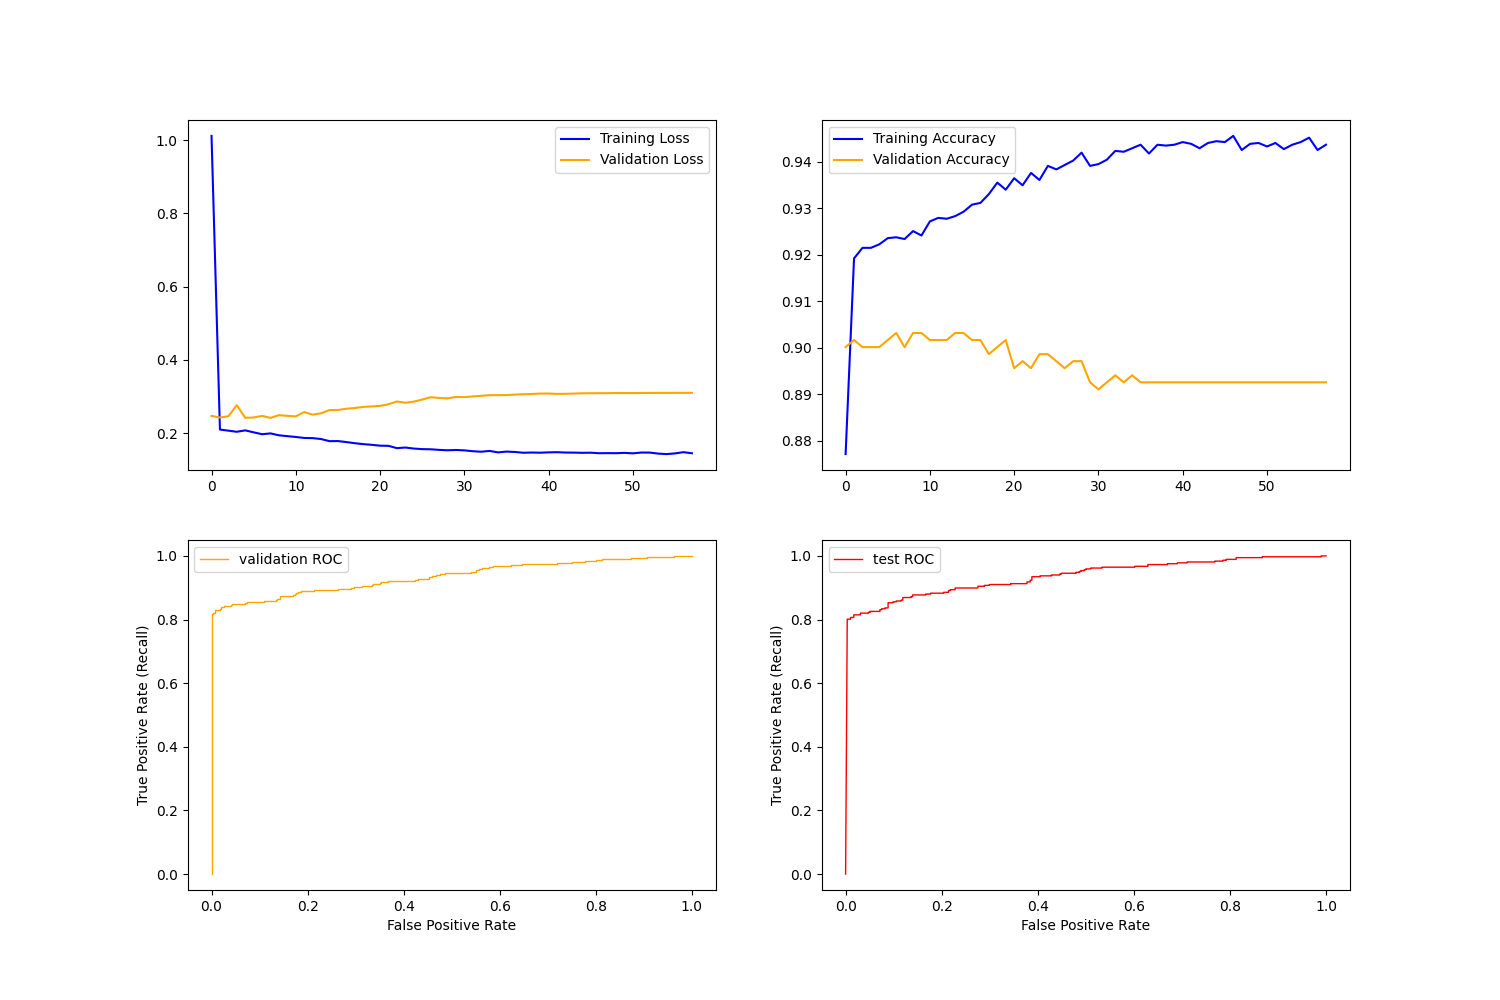 1.0
0.8
0.6
0.4
0.2
Training Loss
Validation Loss
0 10 20 30 40 50
0.94
0.93
0.92
0.91
0.90
0.89
0.88
Training Accuracy
Validation Accuracy
0 10 20 30 40 50
True Positive Rate (Recall)
1.0
0.8
0.6
0.4
0.2
0.0
validation ROC
0.0 0.2 0.4 0.6 0.8 1.0
False Positive Rate
True Positive Rate (Recall)
1.0
0.8
0.6
0.4
0.2
0.0
test ROC
0.0 0.2 0.4 0.6 0.8 1.0
False Positive Rate